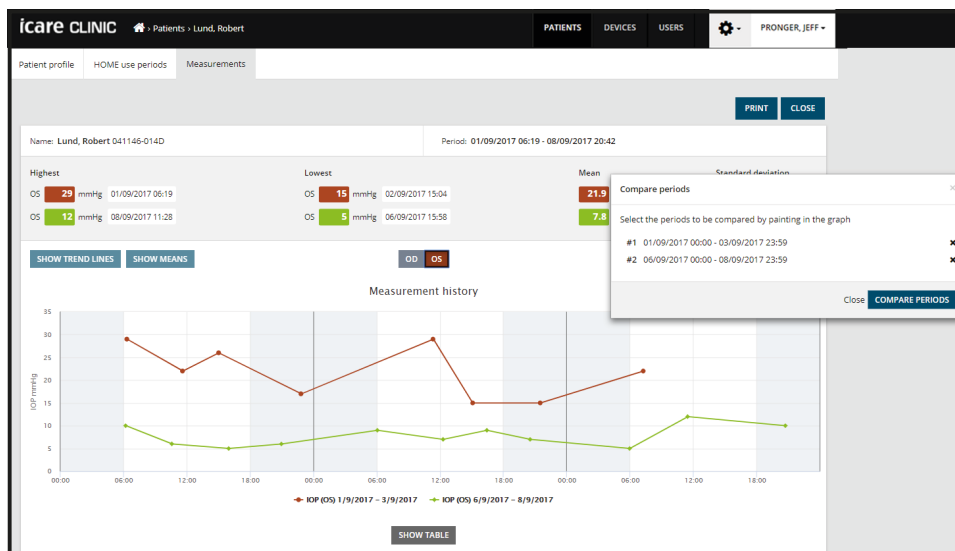 icare CLINIC › Patients › Lund, Robert PATIENTS DEVICES USERS PRONGER, JEFF
Patient profile HOME use periods Measurements
PRINT CLOSE
Name: Lund, Robert 041146-014D Period: 01/09/2017 06:19 - 08/09/2017 20:42
Highest Lowest Mean Standard deviation
OS 29 mmHg 01/09/2017 06:19 OS 15 mmHg 02/09/2017 15:04 21.9
OS 12 mmHg 08/09/2017 11:28 OS 5 mmHg 06/09/2017 15:58 7.8
Compare periods ×
Select the periods to be compared by painting in the graph
#1 01/09/2017 00:00 - 03/09/2017 23:59 ×
#2 06/09/2017 00:00 - 08/09/2017 23:59 ×
Close COMPARE PERIODS
SHOW TREND LINES SHOW MEANS OD OS
Measurement history
IOP mmHg
35
30
25
20
15
10
5
0
00:00 06:00 12:00 18:00 00:00 06:00 12:00 18:00 00:00 06:00 12:00 18:00
IOP (OS) 1/9/2017 – 3/9/2017 IOP (OS) 6/9/2017 – 8/9/2017
SHOW TABLE